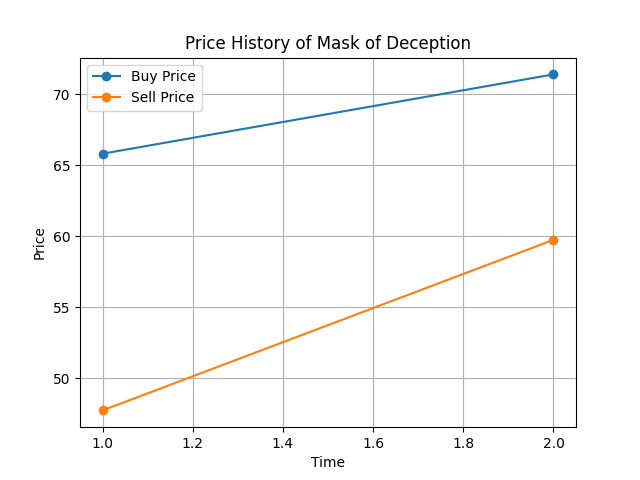 Price History of Mask of Deception
Buy Price
Sell Price
70
65
60
55
50
Price
1.0 1.2 1.4 1.6 1.8 2.0
Time